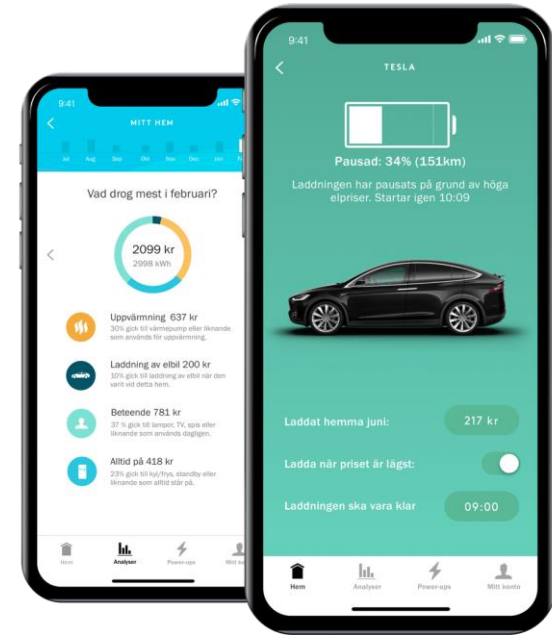 9:41
MITT HEM
Jul Aug Sep Okt Nov Dec Jan
Vad drog mest i februari?
2099 kr
2998 kWh
Uppvärmning 637 kr
30% gick till värmepump eller liknande
som används för uppvärmning.
Laddning av elbil 200 kr
10% gick till laddning av elbil när den
varit vid detta hem.
Beteende 781 kr
37 % gick till lampor, TV, spis eller
liknande som används dagligen.
Alltid på 418 kr
23% gick till kyl/frys, standby eller
liknande som alltid står på.
Hem Analyser Power-ups Mitt
9:41
TESLA
Pausad: 34% (151km)
Laddningen har pausats på grund av höga
elpriser. Startar igen 10:09
Laddat hemma juni: 217 kr
Ladda när priset är lägst:
Laddningen ska vara klar 09:00
Hem Analyser Power-ups Mitt konto